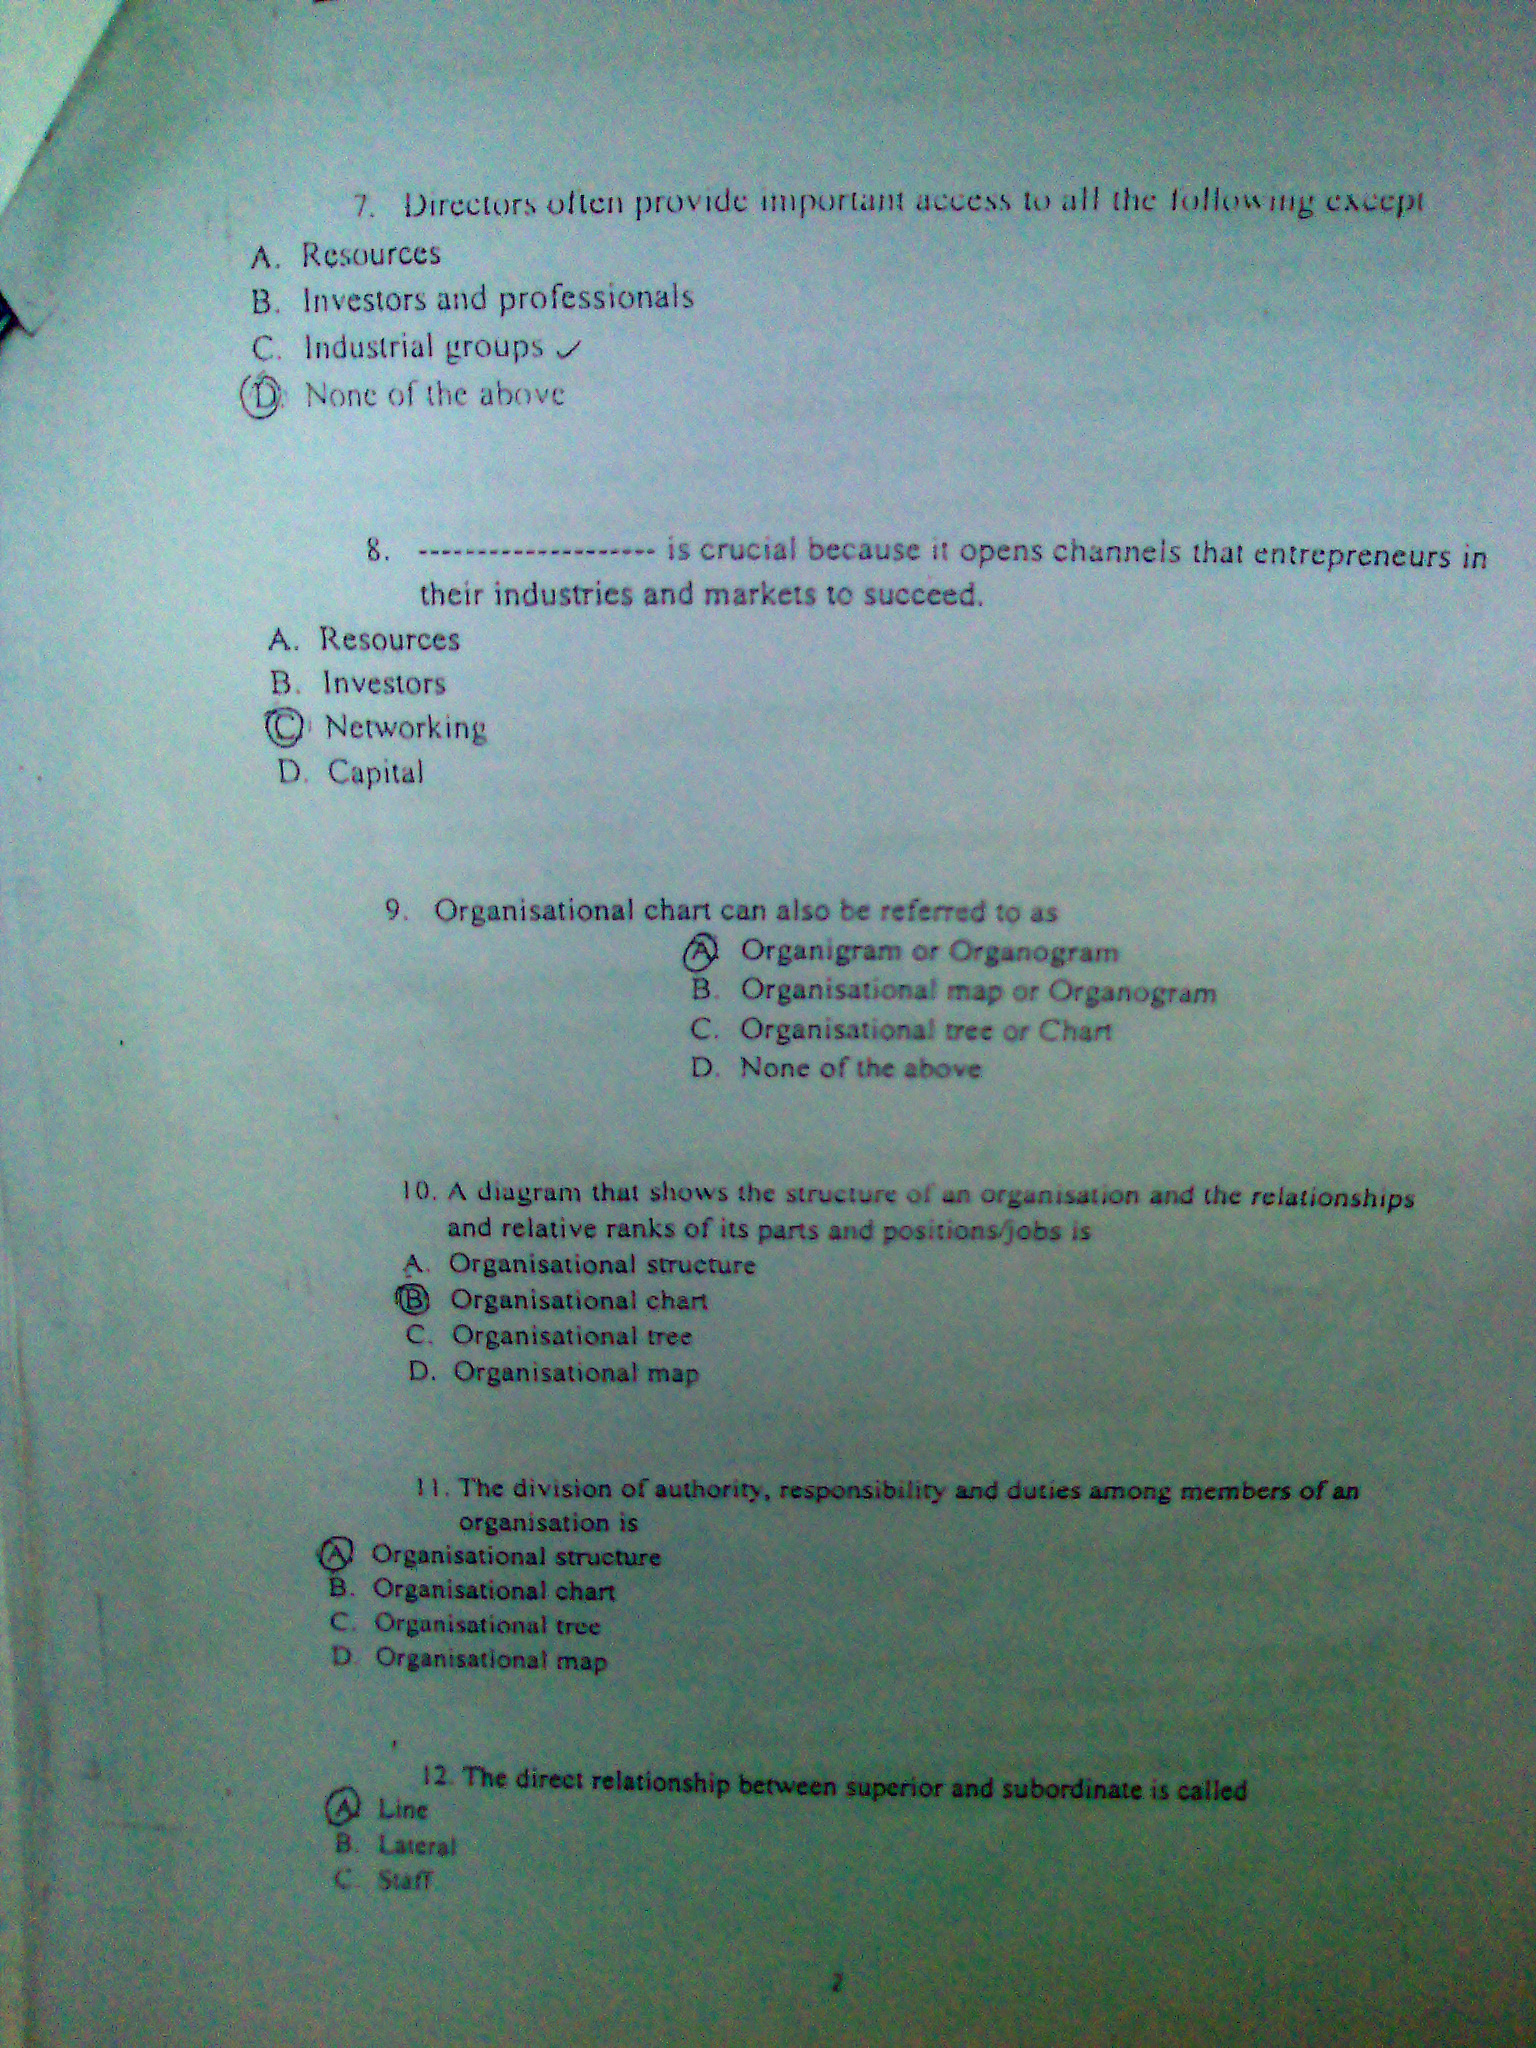 7. Directors often provide important access to all the following except
A. Resources
B. Investors and professionals
C. Industrial groups ✓
D. None of the above
8. -------------------- is crucial because it opens channels that entrepreneurs in
their industries and markets to succeed.
A. Resources
B. Investors
C Networking
D. Capital
9. Organisational chart can also be referred to as
A Organigram or Organogram
B. Organisational map or Organogram
C. Organisational tree or Chart
D. None of the above
10. A diagram that shows the structure of an organisation and the relationships
and relative ranks of its parts and positions/jobs is
A. Organisational structure
B Organisational chart
C. Organisational tree
D. Organisational map
11. The division of authority, responsibility and duties among members of an
organisation is
A Organisational structure
B. Organisational chart
C. Organisational tree
D. Organisational map
12. The direct relationship between superior and subordinate is called
A Line
B. Lateral
C. Staff
2